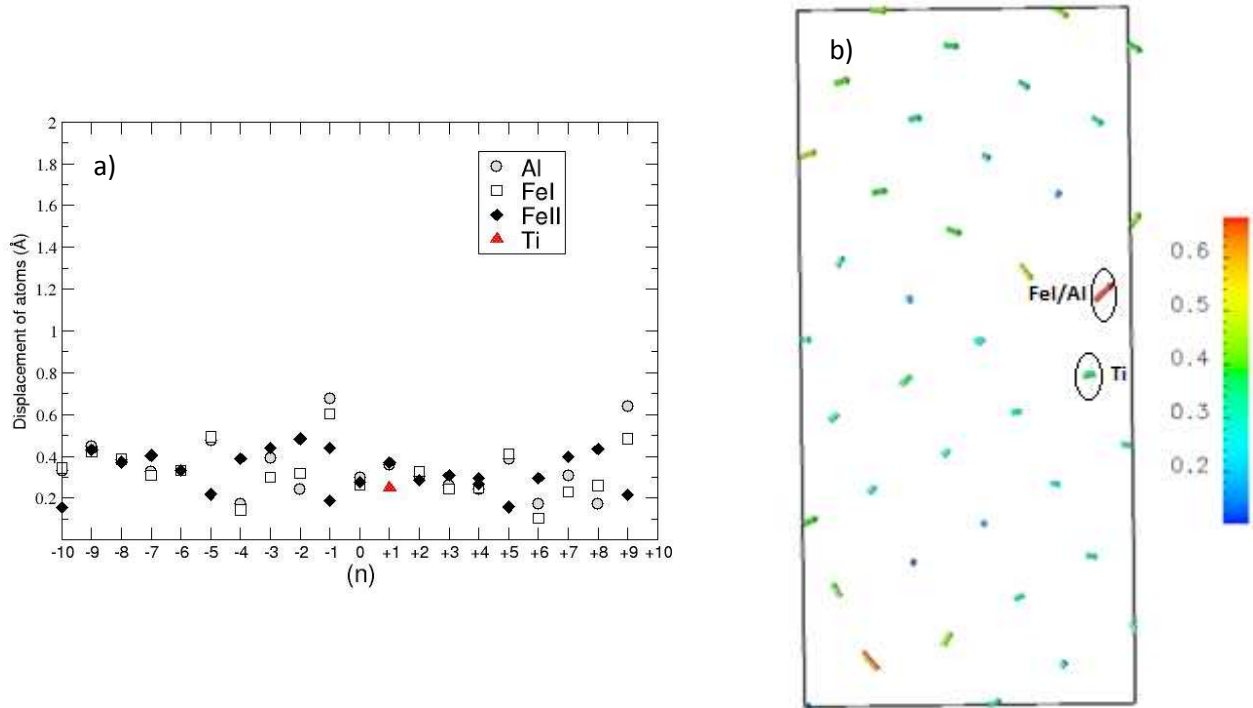 a)
Displacement of atoms (Å)
2
1.8
1.6
1.4
1.2
1
0.8
0.6
0.4
0.2
Al
FeI
FeII
Ti
-10 -9 -8 -7 -6 -5 -4 -3 -2 -1 0 +1 +2 +3 +4 +5 +6 +7 +8 +9 +10
(n)
b)
FeI/Al
Ti
0.6
0.5
0.4
0.3
0.2